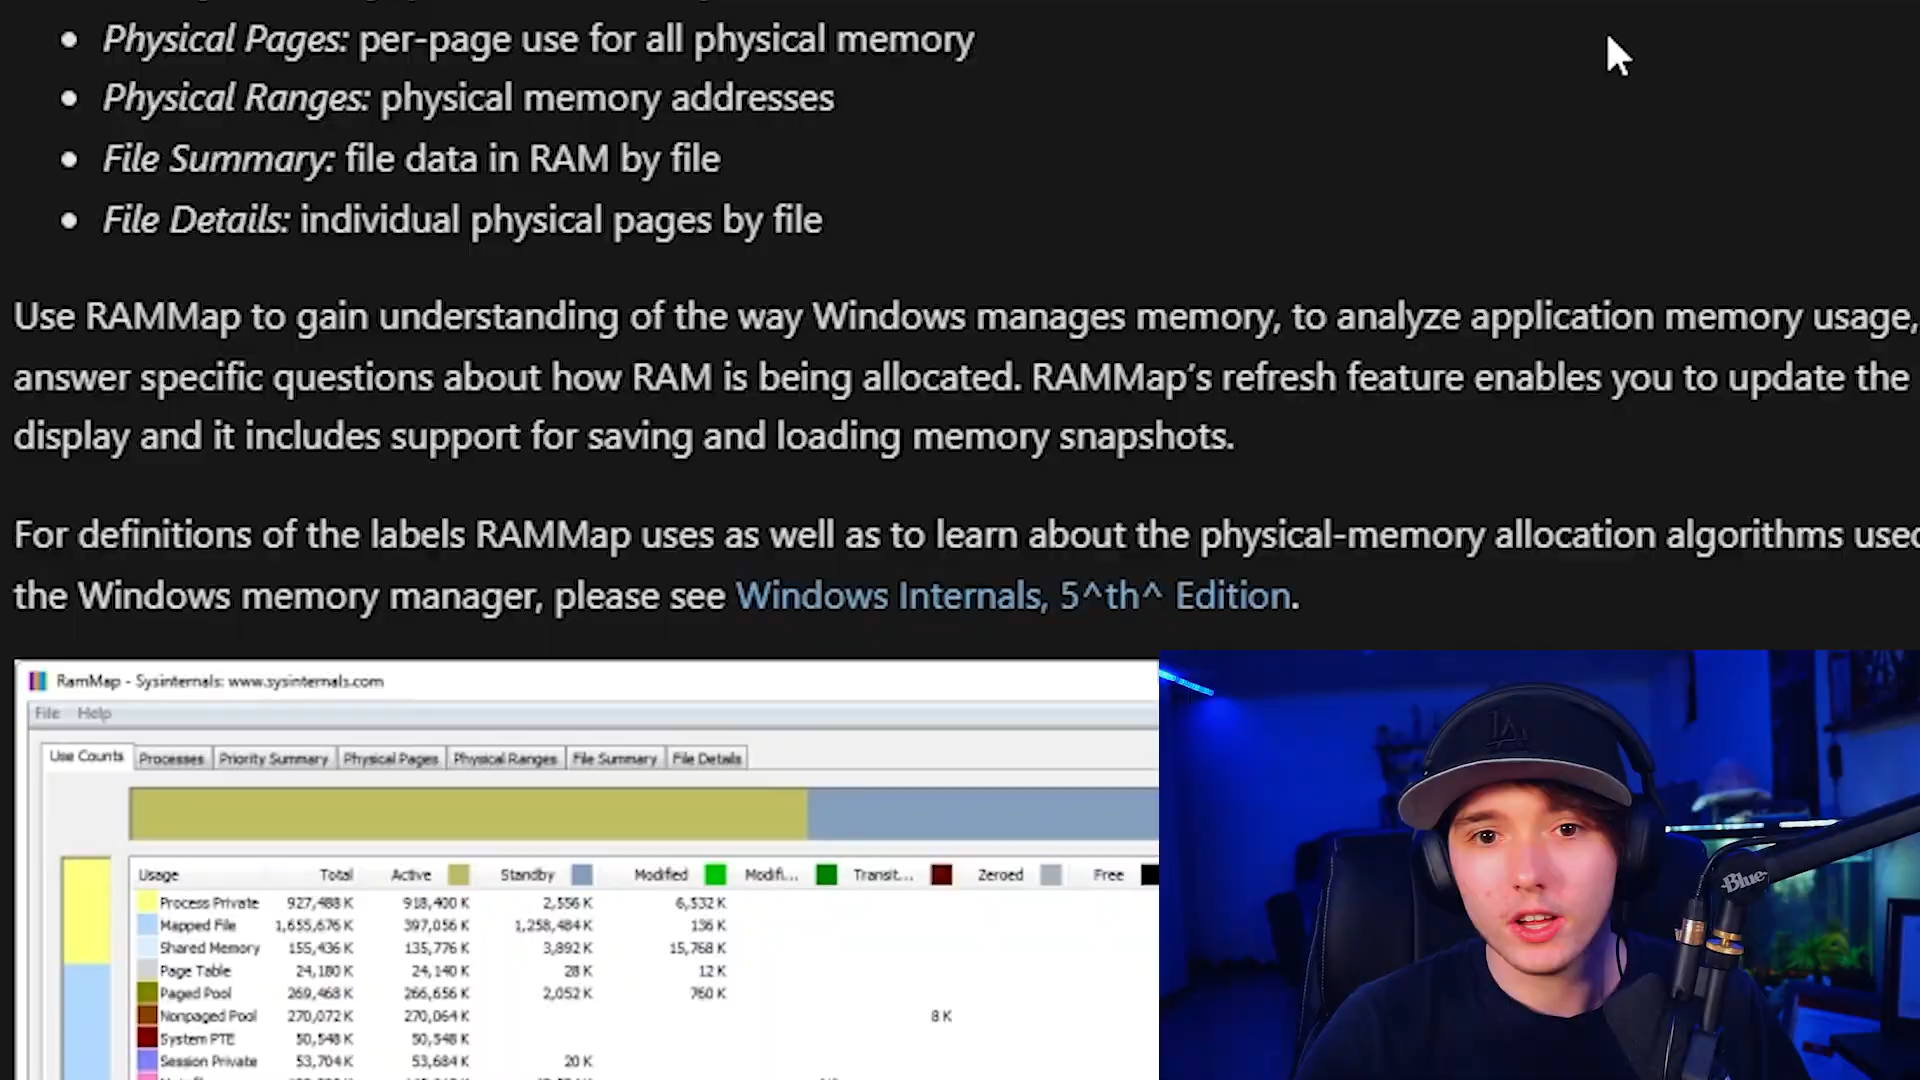 Physical Pages: per-page use for all physical memory
Physical Ranges: physical memory addresses
File Summary: file data in RAM by file
File Details: individual physical pages by file
Use RAMMap to gain understanding of the way Windows manages memory, to analyze application memory usage,
answer specific questions about how RAM is being allocated. RAMMap's refresh feature enables you to update the
display and it includes support for saving and loading memory snapshots.
For definitions of the labels RAMMap uses as well as to learn about the physical-memory allocation algorithms used
the Windows memory manager, please see Windows Internals, 5^th^ Edition.
RamMap - Sysinternals: www.sysinternals.com
File Help
Use Counts Processes Priority Summary Physical Pages Physical Ranges File Summary File Details
Usage Total Active Standby Modified Modifi... Transit... Zeroed Free
Process Private 927,488 K 918,400 K 2,556 K 6,532 K
Mapped File 1,655,676 K 397,056 K 1,258,484 K 136 K
Shared Memory 155,436 K 135,776 K 3,892 K 15,768 K
Page Table 24,180 K 24,140 K 28 K 12 K
Paged Pool 269,468 K 266,656 K 2,052 K 760 K
Nonpaged Pool 270,072 K 270,064 K 8 K
System PTE 50,548 K 50,548 K
Session Private 53,704 K 53,684 K 20 K
LA
Blue